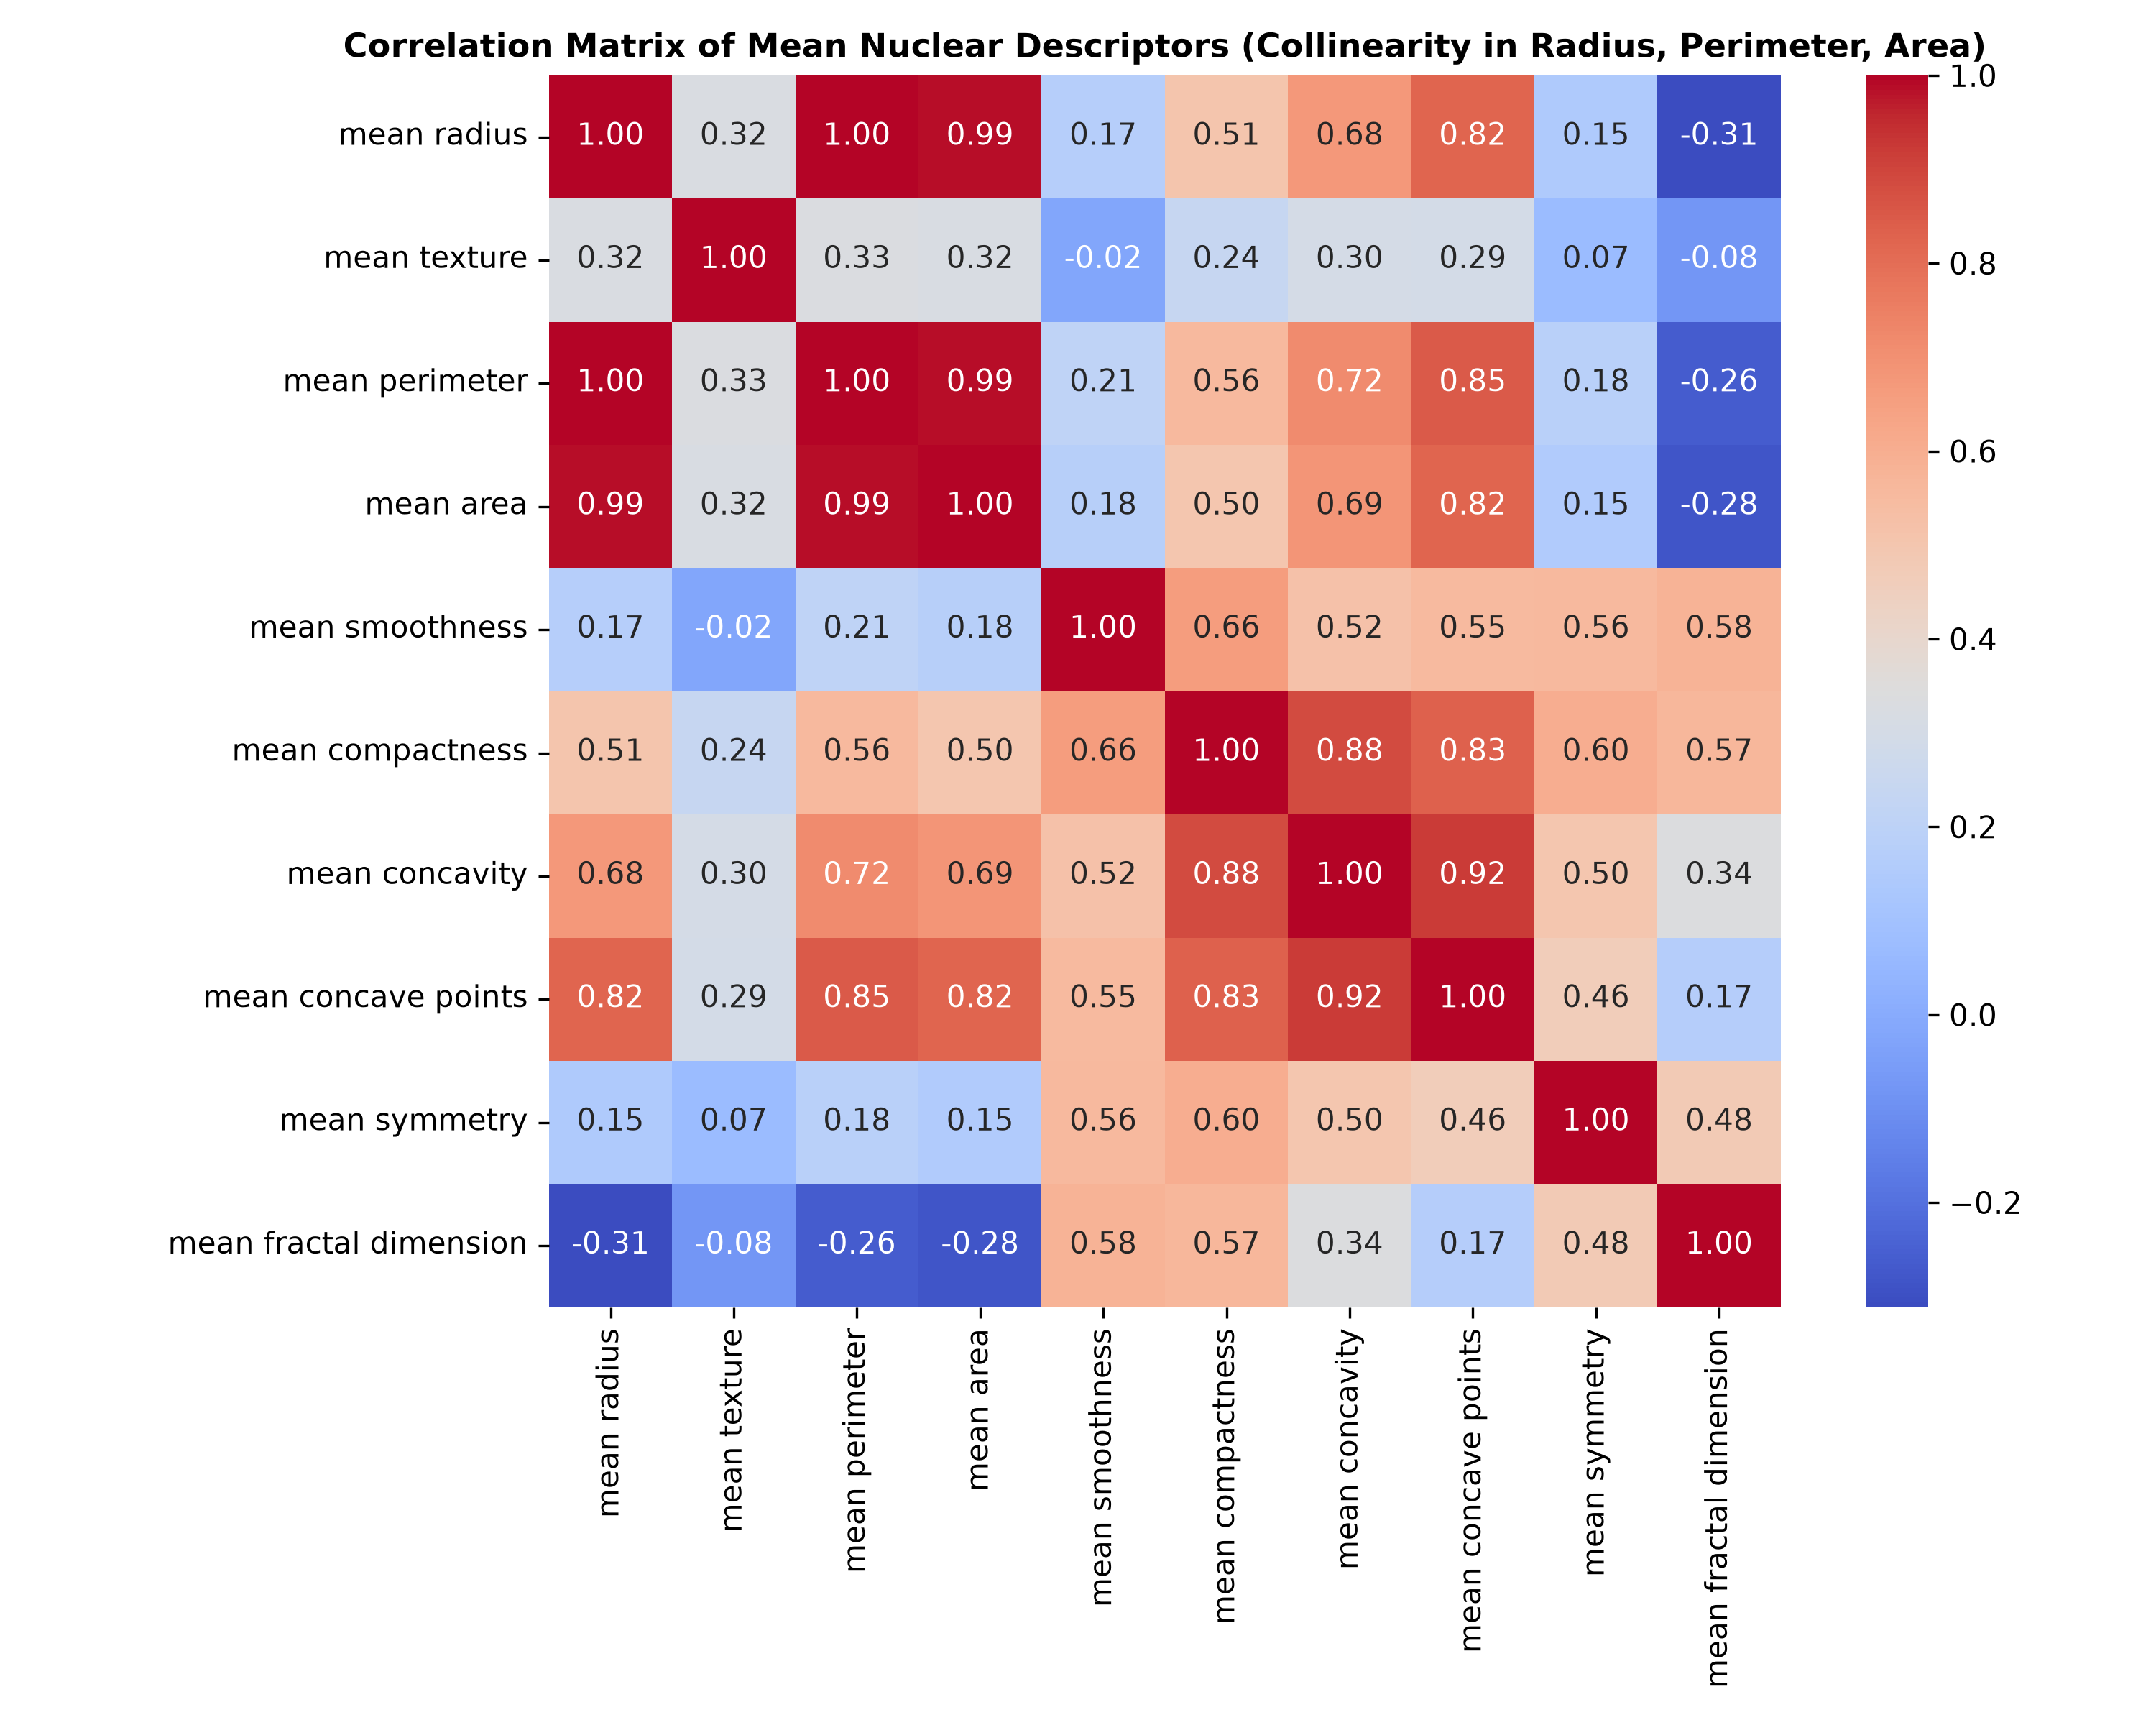 Correlation Matrix of Mean Nuclear Descriptors (Collinearity in Radius, Perimeter, Area)
mean radius 1.00 0.32 1.00 0.99 0.17 0.51 0.68 0.82 0.15 -0.31
mean texture 0.32 1.00 0.33 0.32 -0.02 0.24 0.30 0.29 0.07 -0.08
mean perimeter 1.00 0.33 1.00 0.99 0.21 0.56 0.72 0.85 0.18 -0.26
mean area 0.99 0.32 0.99 1.00 0.18 0.50 0.69 0.82 0.15 -0.28
mean smoothness 0.17 -0.02 0.21 0.18 1.00 0.66 0.52 0.55 0.56 0.58
mean compactness 0.51 0.24 0.56 0.50 0.66 1.00 0.88 0.83 0.60 0.57
mean concavity 0.68 0.30 0.72 0.69 0.52 0.88 1.00 0.92 0.50 0.34
mean concave points 0.82 0.29 0.85 0.82 0.55 0.83 0.92 1.00 0.46 0.17
mean symmetry 0.15 0.07 0.18 0.15 0.56 0.60 0.50 0.46 1.00 0.48
mean fractal dimension -0.31 -0.08 -0.26 -0.28 0.58 0.57 0.34 0.17 0.48 1.00
mean radius
mean texture
mean perimeter
mean area
mean smoothness
mean compactness
mean concavity
mean concave points
mean symmetry
mean fractal dimension
1.0
0.8
0.6
0.4
0.2
0.0
−0.2